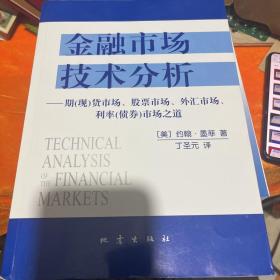 金融市场
技术分析
——期(现)货市场、股票市场、外汇市场、
利率(债券)市场之道
[美] 约翰·墨菲 著
丁圣元 译
TECHNICAL
ANALYSIS
OF THE FINANCIAL
MARKETS
地震出版社